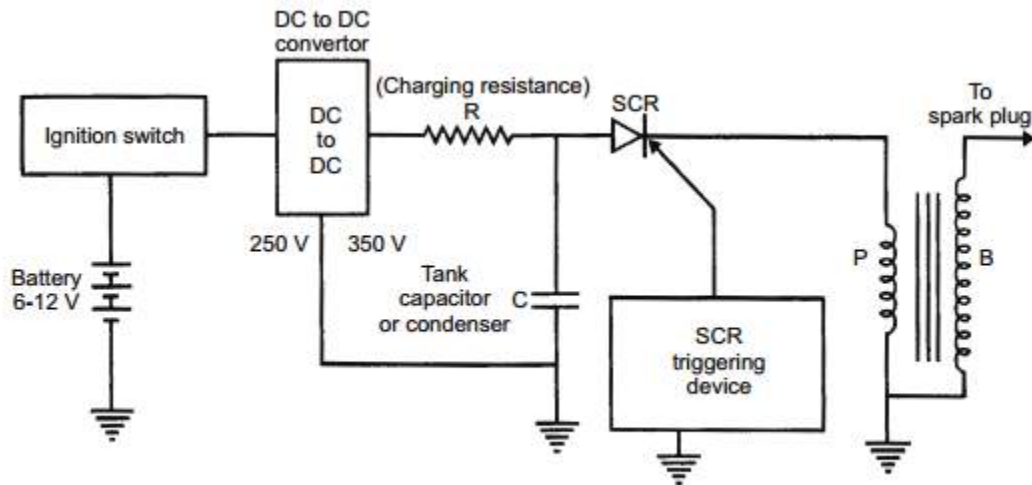 DC to DC
convertor
DC
to
DC
(Charging resistance)
R
SCR
To
spark plug
Ignition switch
250 V
350 V
Battery
6-12 V
Tank
capacitor
or condenser
C
SCR
triggering
device
P
B